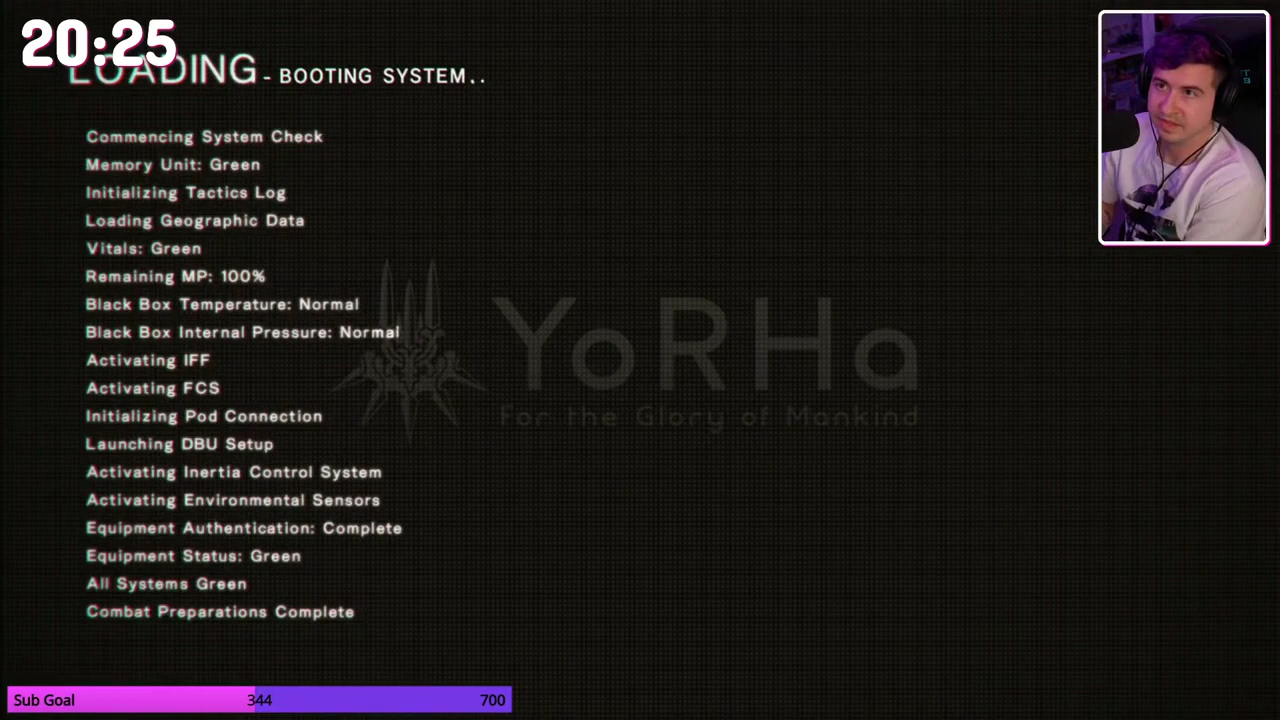 20:25
LOADING - BOOTING SYSTEM..
Commencing System Check
Memory Unit: Green
Initializing Tactics Log
Loading Geographic Data
Vitals: Green
Remaining MP: 100%
Black Box Temperature: Normal
Black Box Internal Pressure: Normal
Activating IFF
Activating FCS
Initializing Pod Connection
Launching DBU Setup
Activating Inertia Control System
Activating Environmental Sensors
Equipment Authentication: Complete
Equipment Status: Green
All Systems Green
Combat Preparations Complete
YoRHa
For the Glory of Mankind
Sub Goal 344 700